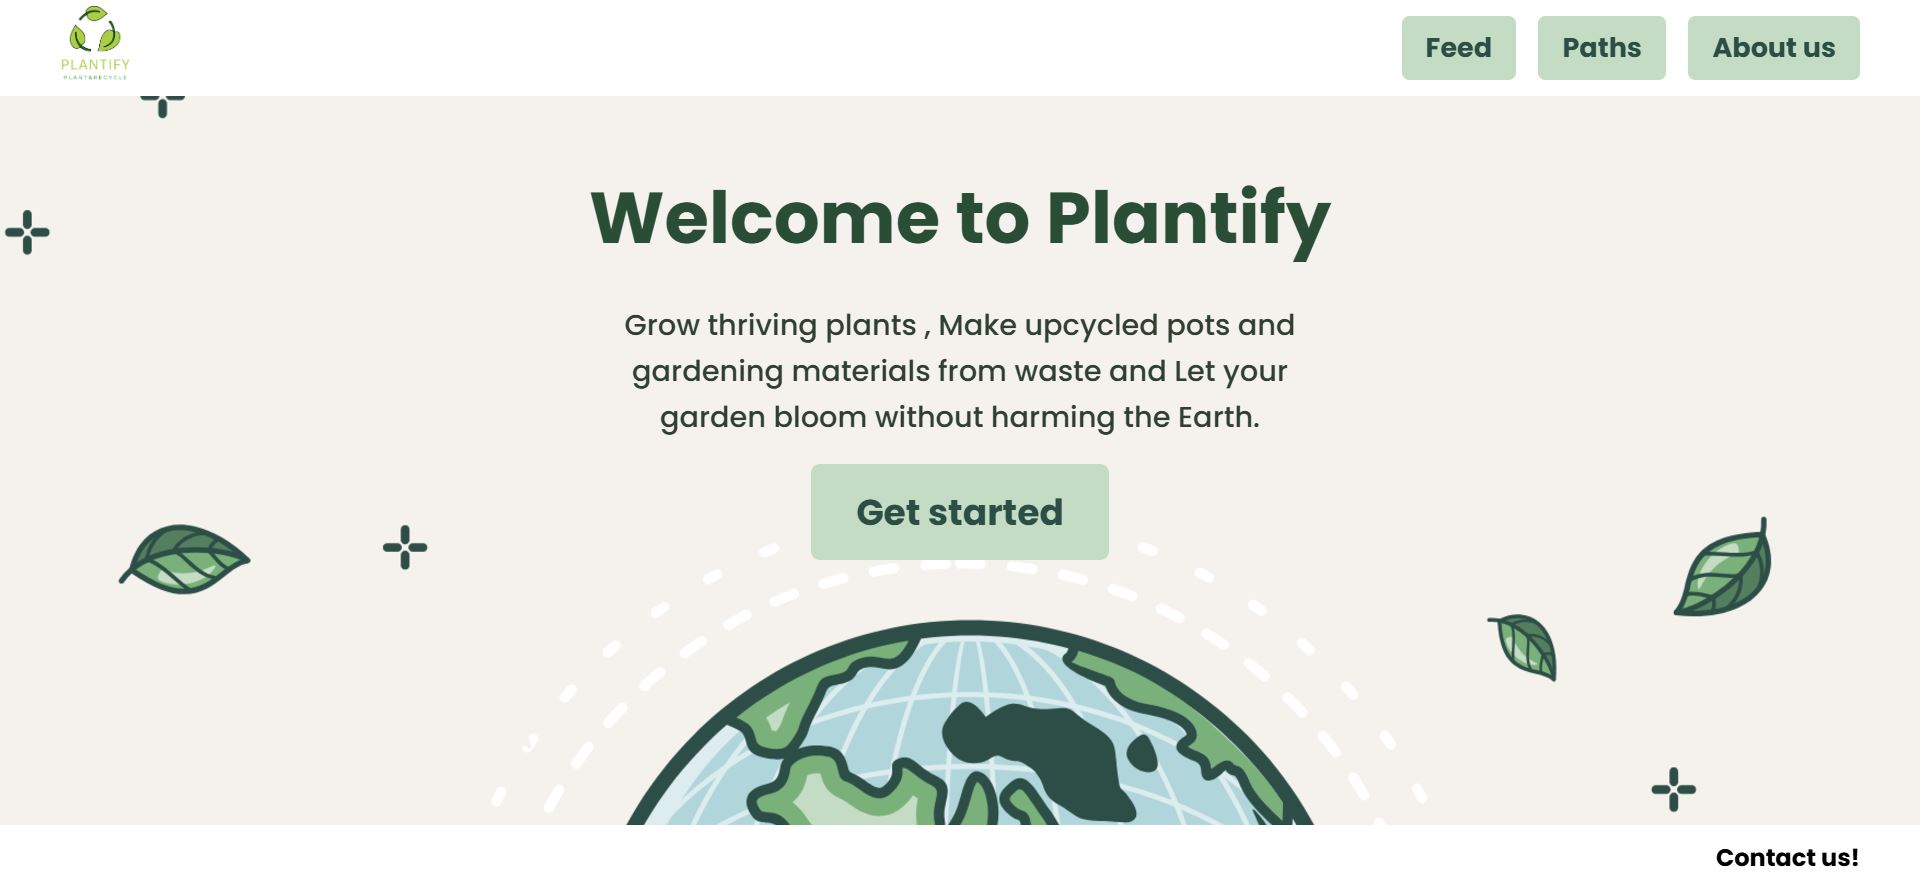 PLANTIFY
PLANT&RECYCLE
Feed
Paths
About us
Welcome to Plantify
Grow thriving plants , Make upcycled pots and
gardening materials from waste and Let your
garden bloom without harming the Earth.
Get started
Contact us!